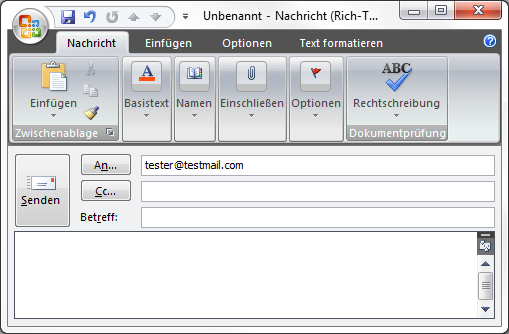 Unbenannt - Nachricht (Rich-T...
Nachricht Einfügen Optionen Text formatieren
Einfügen Basistext Namen Einschließen Optionen ABC Rechtschreibung
Zwischenablage Dokumentprüfung
An... tester@testmail.com
Senden
Cc...
Betreff: